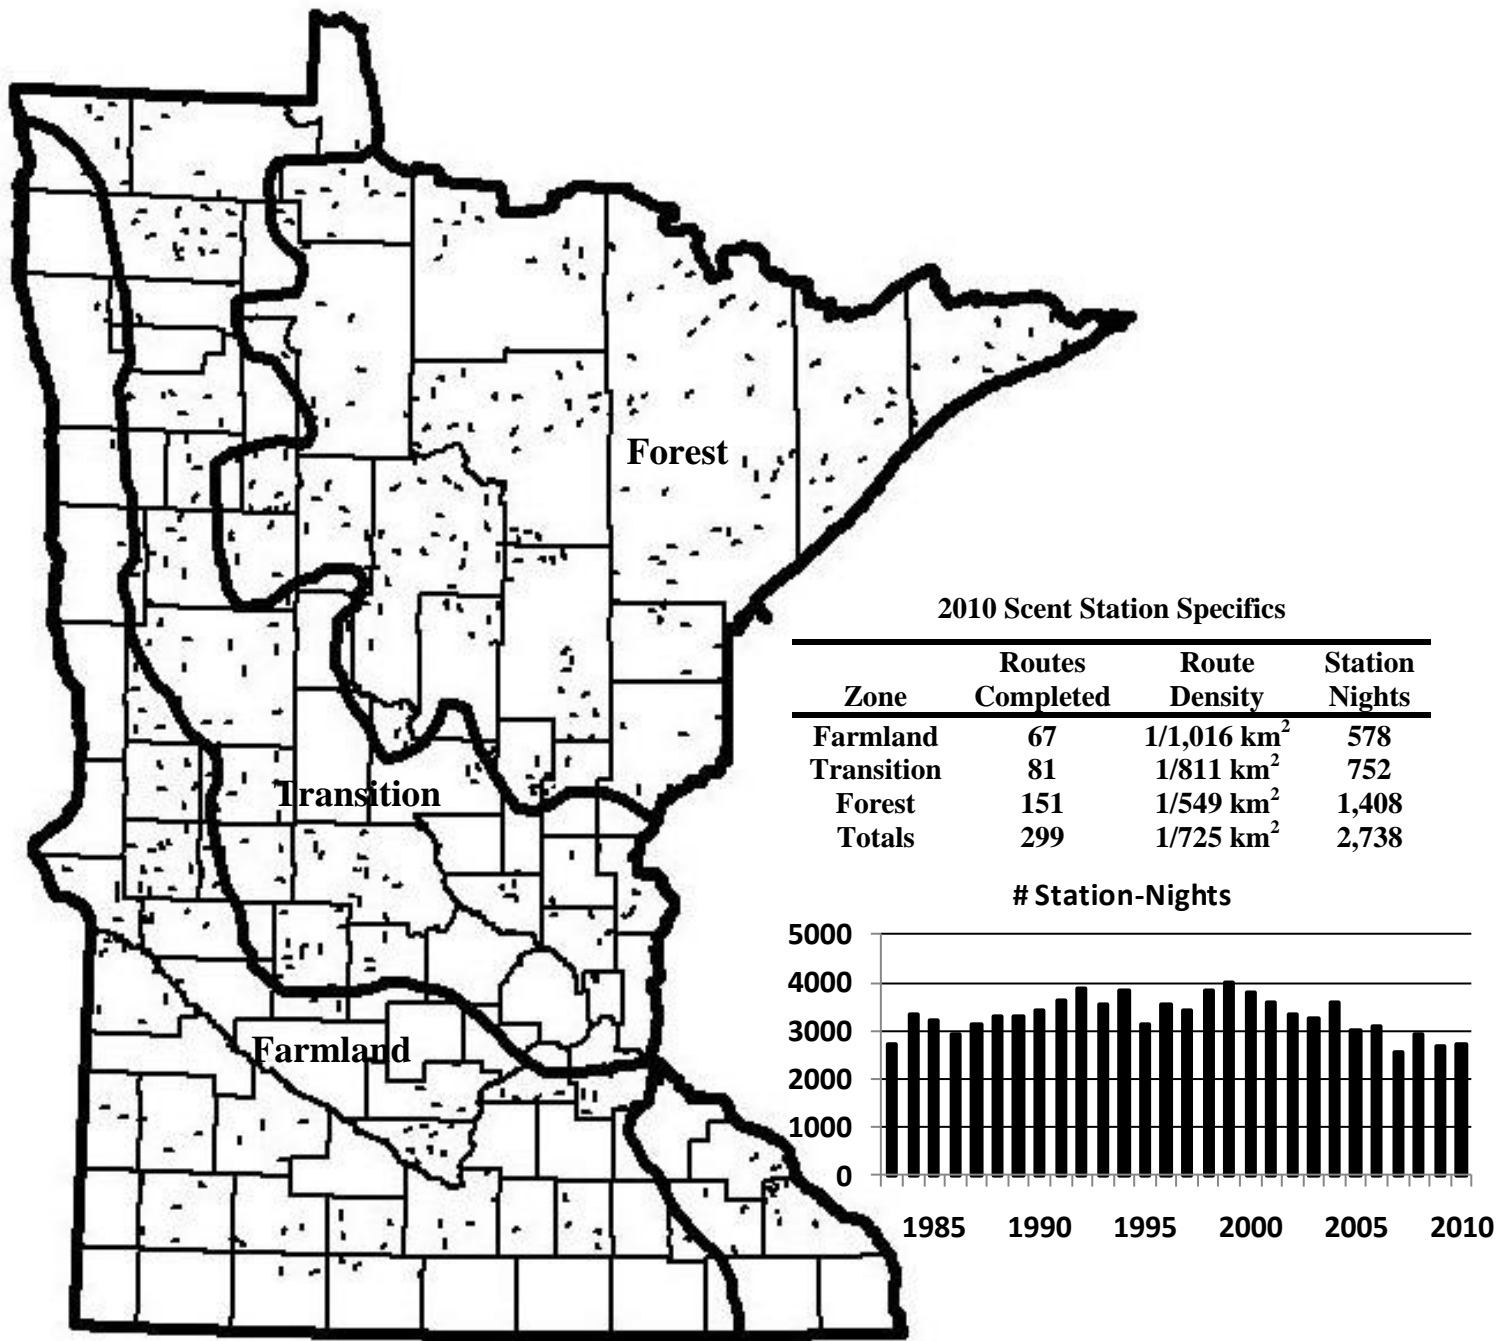 Forest
Transition
Farmland
2010 Scent Station Specifics
Routes Route Station
Zone Completed Density Nights
Farmland 67 1/1,016 km² 578
Transition 81 1/811 km² 752
Forest 151 1/549 km² 1,408
Totals 299 1/725 km² 2,738
# Station-Nights
5000
4000
3000
2000
1000
0
1985 1990 1995 2000 2005 2010